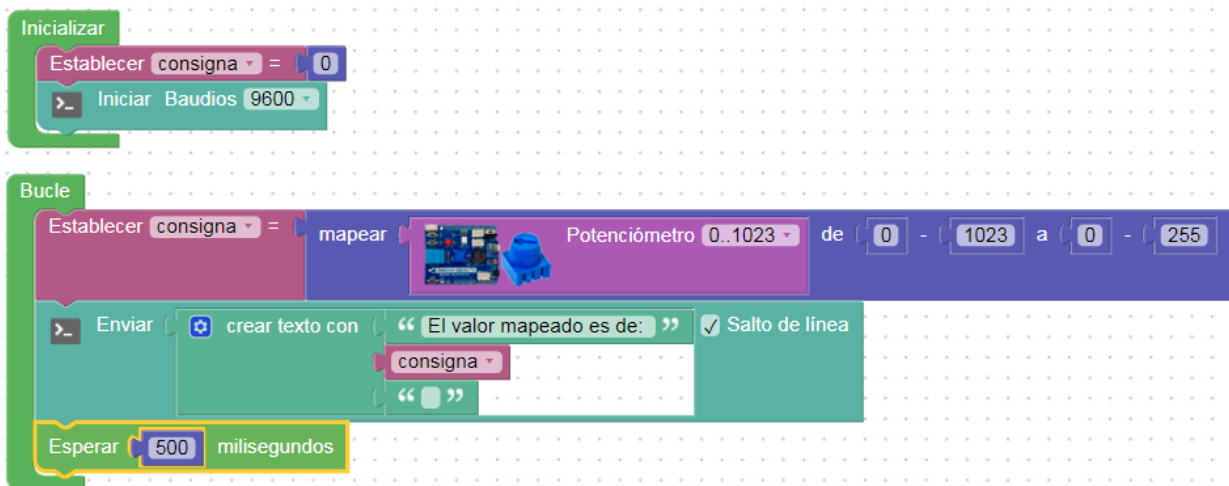 Inicializar
Establecer consigna = 0
>_ Iniciar Baudios 9600
Bucle
Establecer consigna = mapear Potenciómetro 0..1023 de 0 - 1023 a 0 - 255
>_ Enviar crear texto con “ El valor mapeado es de: ” Salto de línea
consigna
“ ”
Esperar 500 milisegundos